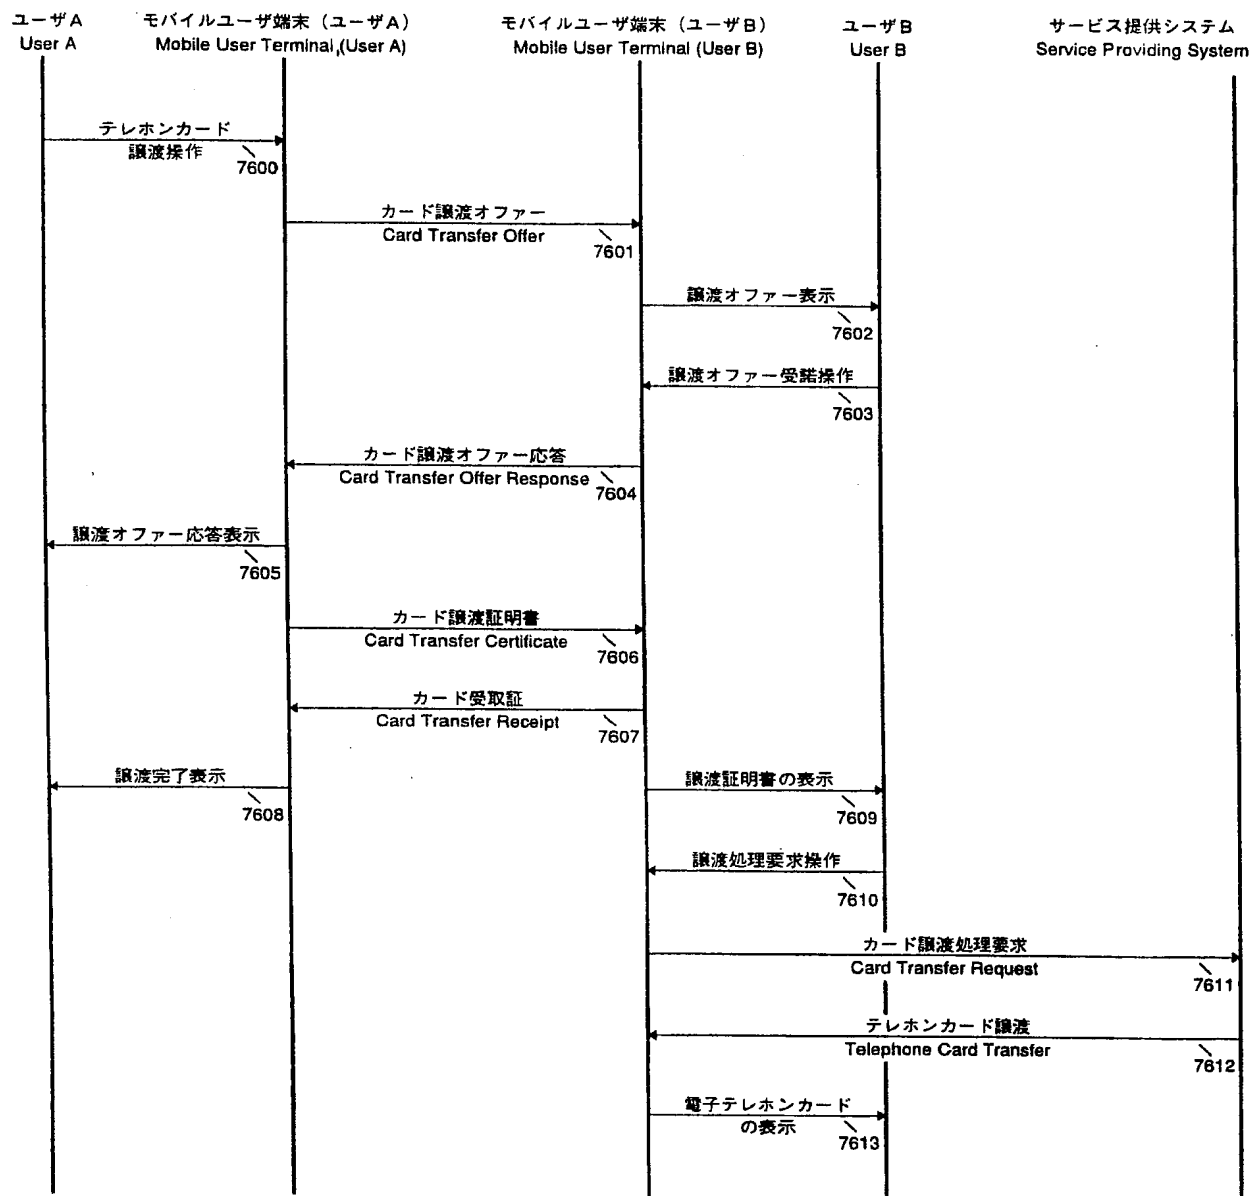 ユーザA
User A
モバイルユーザ端末（ユーザA）
Mobile User Terminal (User A)
モバイルユーザ端末（ユーザB）
Mobile User Terminal (User B)
ユーザB
User B
サービス提供システム
Service Providing System
テレホンカード
譲渡操作
7600
カード譲渡オファー
Card Transfer Offer
7601
譲渡オファー表示
7602
譲渡オファー受諾操作
7603
カード譲渡オファー応答
Card Transfer Offer Response
7604
譲渡オファー応答表示
7605
カード譲渡証明書
Card Transfer Certificate
7606
カード受取証
Card Transfer Receipt
7607
譲渡完了表示
7608
譲渡証明書の表示
7609
譲渡処理要求操作
7610
カード譲渡処理要求
Card Transfer Request
7611
テレホンカード譲渡
Telephone Card Transfer
7612
電子テレホンカード
の表示
7613